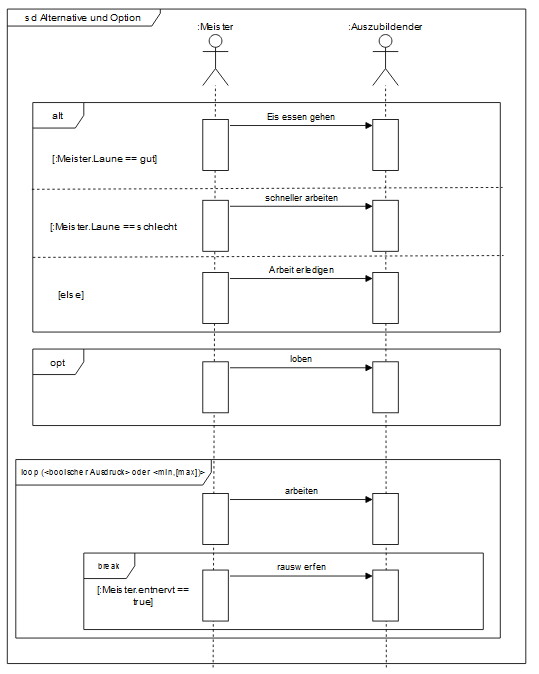 sd Alternative und Option
:Meister
:Auszubildender
alt
Eis essen gehen
[:Meister.Laune == gut]
schneller arbeiten
[:Meister.Laune == schlecht
Arbeit erledigen
[else]
opt
loben
loop (<boolscher Ausdruck> oder <min,[max]>
arbeiten
break
rauswerfen
[:Meister.entnervt ==
true]